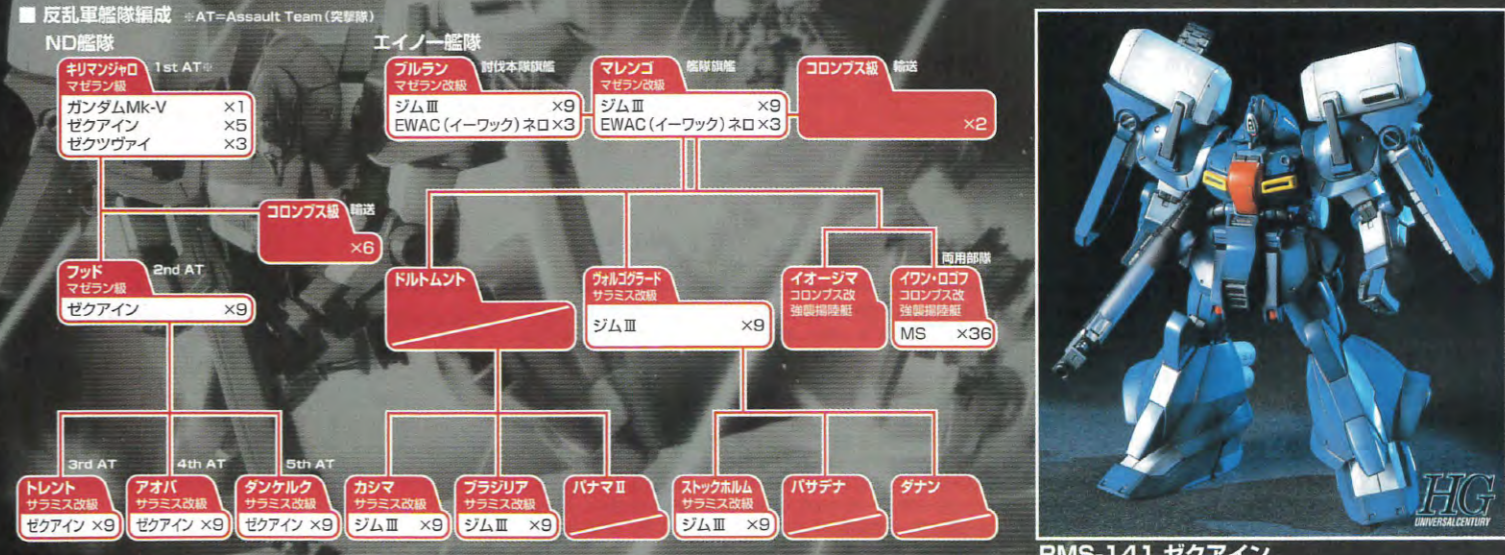 ■ 反乱軍艦隊編成 ※AT=Assault Team（突撃隊）
ND艦隊
キリマンジャロ 1st AT※
マゼラン級
ガンダムMk-V ×1
ゼクアイン ×5
ゼクツヴァイ ×3
コロンブス級 輸送
×6
フッド 2nd AT
マゼラン級
ゼクアイン ×9
3rd AT
トレント
サラミス改級
ゼクアイン ×9
4th AT
アオバ
サラミス改級
ゼクアイン ×9
5th AT
ダンケルク
サラミス改級
ゼクアイン ×9
エイノー艦隊
ブルラン 討伐本隊旗艦
マゼラン改級
ジムⅢ ×9
EWAC（イーワック）ネロ×3
マレンゴ 艦隊旗艦
マゼラン改級
ジムⅢ ×9
EWAC（イーワック）ネロ×3
コロンブス級 輸送
×2
ドルトムント
ヴォルゴグラード
サラミス改級
ジムⅢ ×9
イオージマ
コロンブス改
強襲揚陸艇
両用部隊
イワン・ロゴフ
コロンブス改
強襲揚陸艇
MS ×36
カシマ
サラミス改級
ジムⅢ ×9
ブラジリア
サラミス改級
ジムⅢ ×9
パナマⅡ
ストックホルム
サラミス改級
ジムⅢ ×9
パサデナ
ダナン
HG
UNIVERSAL CENTURY
RMS-141 ゼクアイン